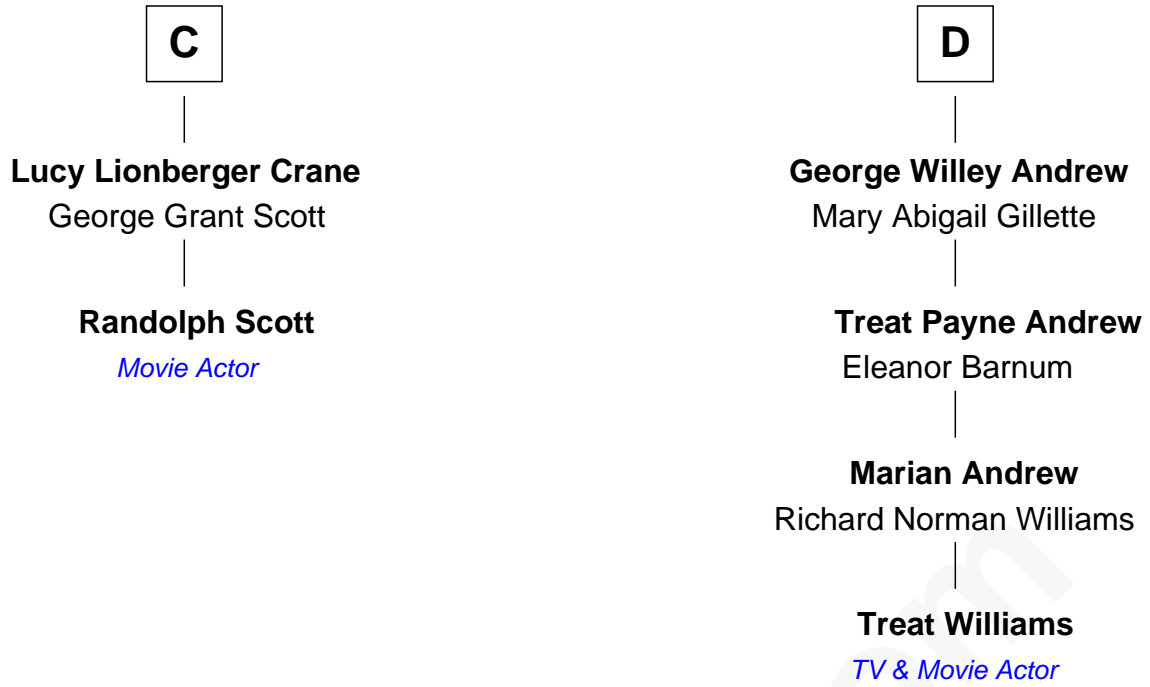 C
Lucy Lionberger Crane
George Grant Scott
Randolph Scott
Movie Actor
D
George Willey Andrew
Mary Abigail Gillette
Treat Payne Andrew
Eleanor Barnum
Marian Andrew
Richard Norman Williams
Treat Williams
TV & Movie Actor